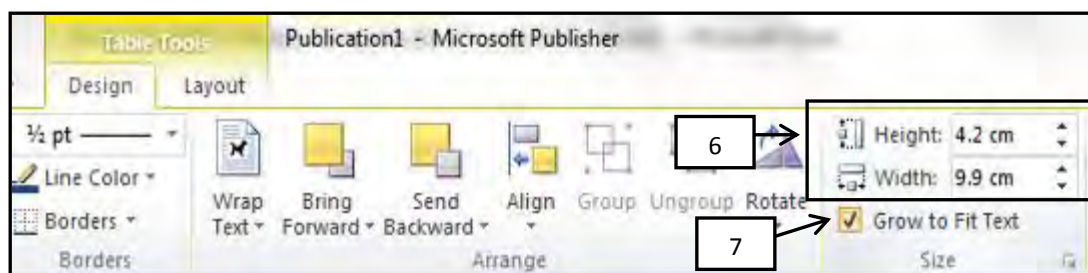 Table Tools
Publication1 - Microsoft Publisher
Design Layout
½ pt
Line Color
Borders
Borders
Wrap Text
Bring Forward
Send Backward
Align
Group
Ungroup
Rotate
Arrange
6
Height: 4.2 cm
Width: 9.9 cm
7
Grow to Fit Text
Size